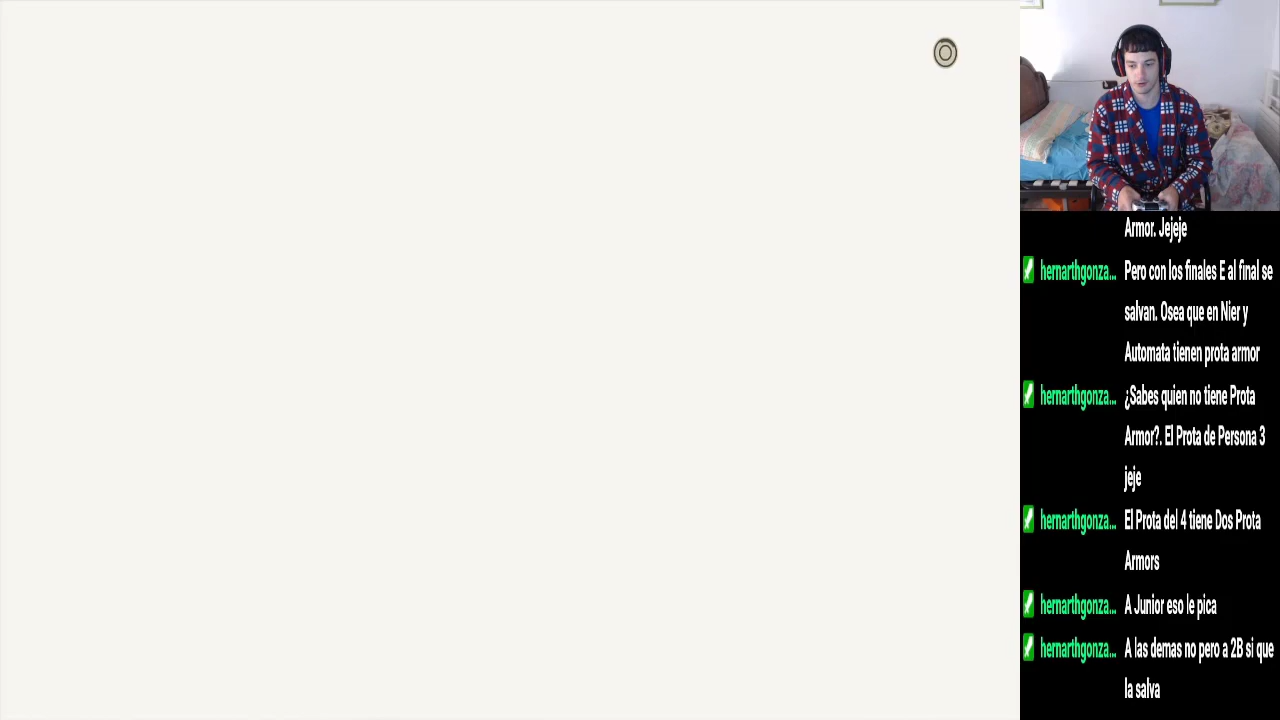 Armor. Jejeje
hernarthgonza... Pero con los finales E al final se
salvan. Osea que en Nier y
Automata tienen prota armor
hernarthgonza... ¿Sabes quien no tiene Prota
Armor?. El Prota de Persona 3
jeje
hernarthgonza... El Prota del 4 tiene Dos Prota
Armors
hernarthgonza... A Junior eso le pica
hernarthgonza... A las demas no pero a 2B si que
la salva